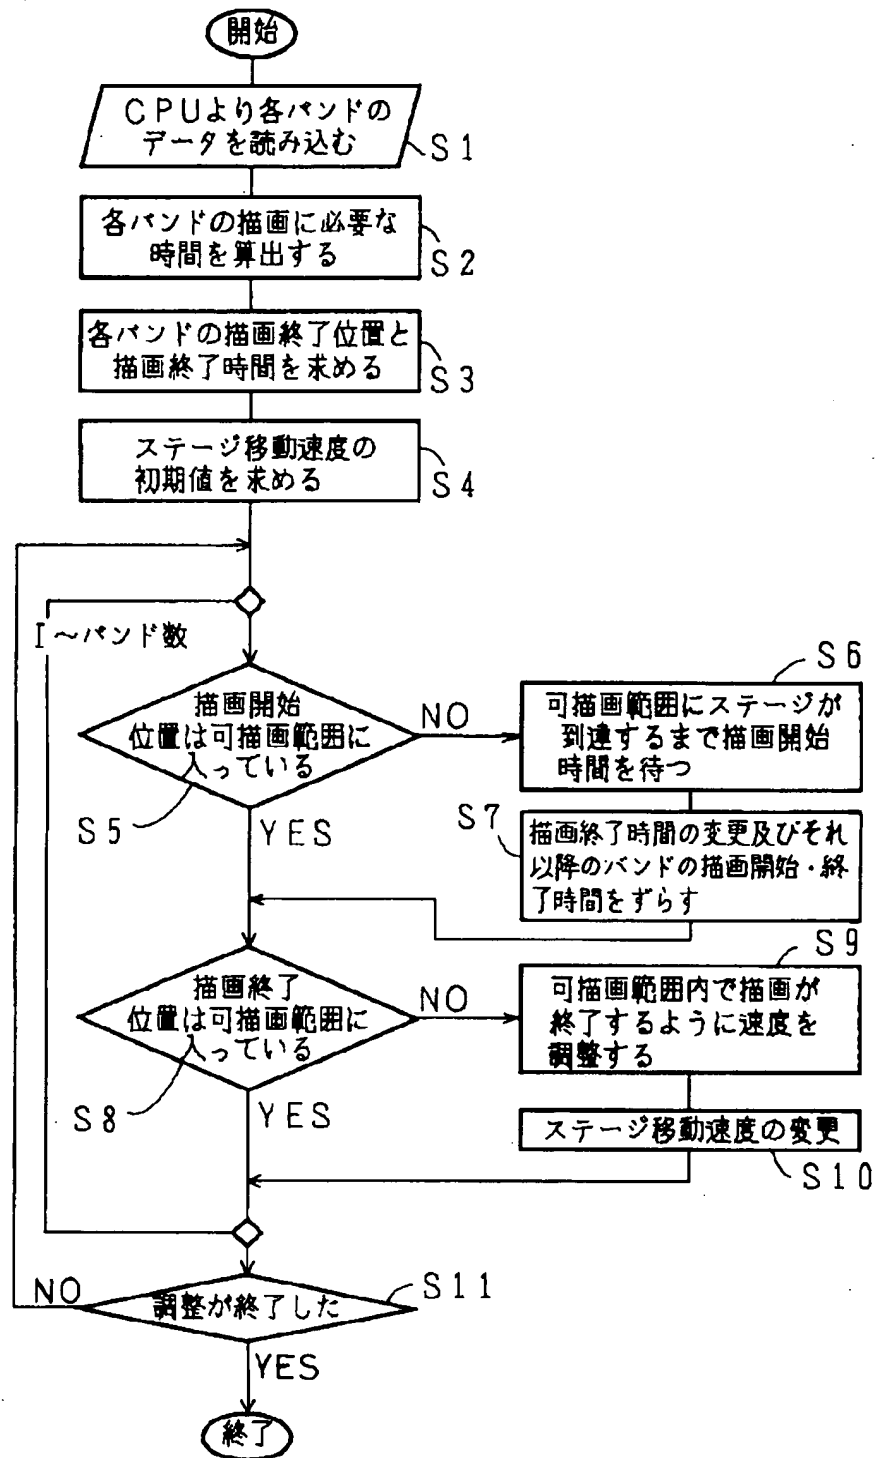 開始
CPUより各バンドの
データを読み込む
S1
各バンドの描画に必要な
時間を算出する
S2
各バンドの描画終了位置と
描画終了時間を求める
S3
ステージ移動速度の
初期値を求める
S4
I〜バンド数
描画開始
位置は可描画範囲に
入っている
S5
NO
YES
S6
可描画範囲にステージが
到達するまで描画開始
時間を待つ
S7
描画終了時間の変更及びそれ
以降のバンドの描画開始・終
了時間をずらす
描画終了
位置は可描画範囲に
入っている
S8
NO
YES
S9
可描画範囲内で描画が
終了するように速度を
調整する
ステージ移動速度の変更
S10
調整が終了した
S11
NO
YES
終了